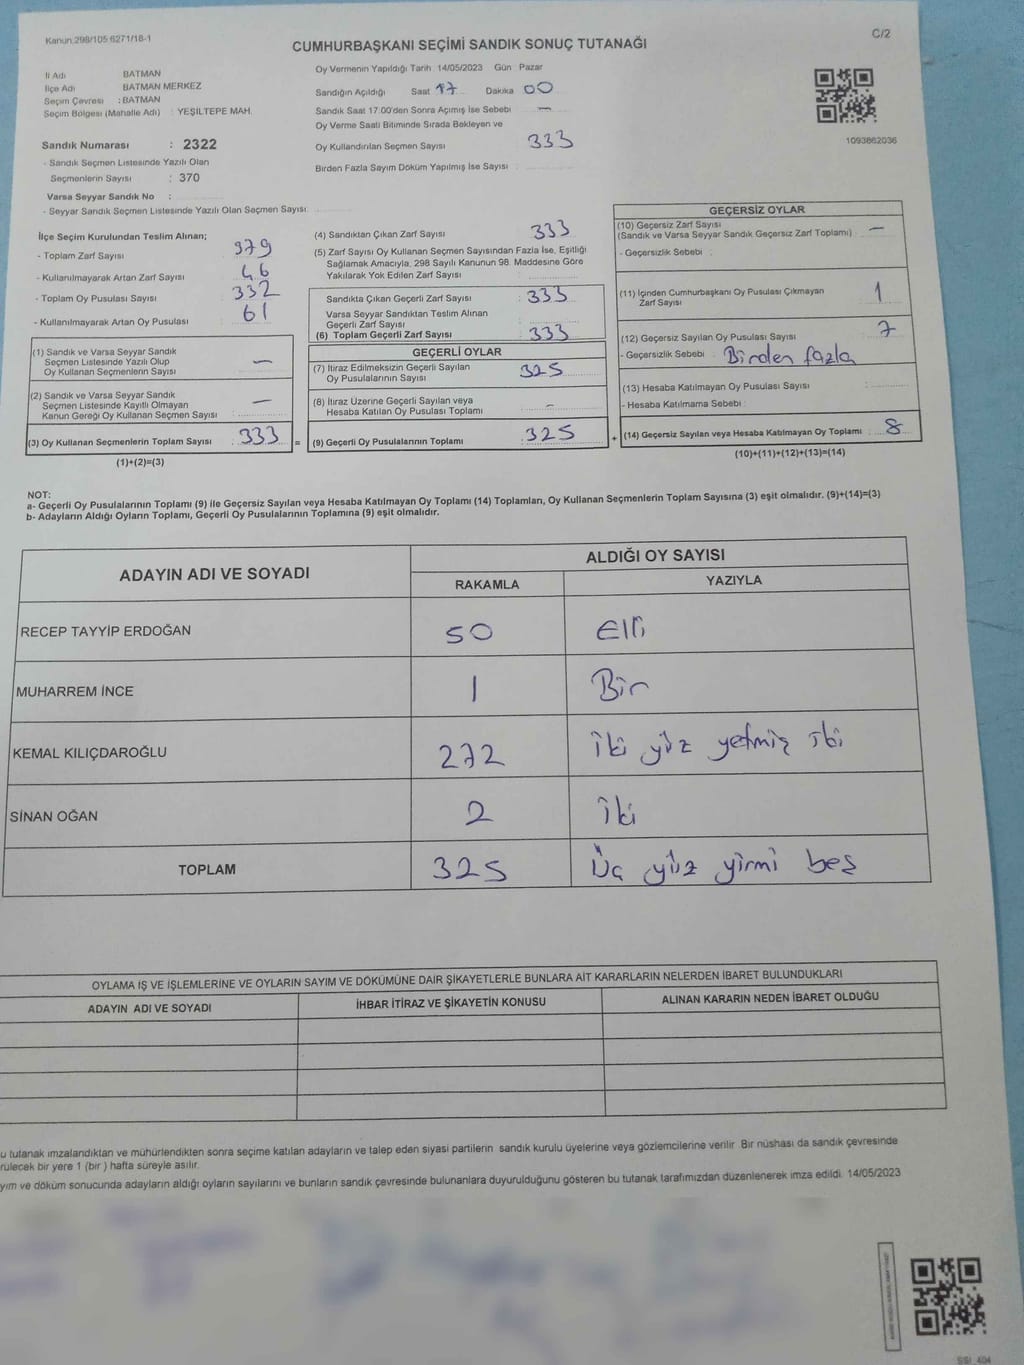 Kanun:298/105 6271/18-1
C/2
CUMHURBAŞKANI SEÇİMİ SANDIK SONUÇ TUTANAĞI
İl Adı BATMAN
İlçe Adı BATMAN MERKEZ
Seçim Çevresi : BATMAN
Seçim Bölgesi (Mahalle Adı) : YEŞİLTEPE MAH.
Sandık Numarası : 2322
- Sandık Seçmen Listesinde Yazılı Olan
Seçmenlerin Sayısı : 370
Varsa Seyyar Sandık No :
- Seyyar Sandık Seçmen Listesinde Yazılı Olan Seçmen Sayısı:
Oy Vermenin Yapıldığı Tarih 14/05/2023 Gün Pazar
Sandığın Açıldığı Saat 17 Dakika 00
Sandık Saat 17.00'den Sonra Açımış İse Sebebi —
Oy Verme Saati Bitiminde Sırada Bekleyen ve
Oy Kullandırılan Seçmen Sayısı 333
Birden Fazla Sayım Döküm Yapılmış İse Sayısı :
1093862036
İlçe Seçim Kurulundan Teslim Alınan;
- Toplam Zarf Sayısı 379
- Kullanılmayarak Artan Zarf Sayısı 46
- Toplam Oy Pusulası Sayısı 332
- Kullanılmayarak Artan Oy Pusulası 61
(1) Sandık ve Varsa Seyyar Sandık
Seçmen Listesinde Yazılı Olup
Oy Kullanan Seçmenlerin Sayısı —
(2) Sandık ve Varsa Seyyar Sandık
Seçmen Listesinde Kayıtlı Olmayan
Kanun Gereği Oy Kullanan Seçmen Sayısı —
(3) Oy Kullanan Seçmenlerin Toplam Sayısı : 333
(1)+(2)=(3)
=
(4) Sandıktan Çıkan Zarf Sayısı 333
(5) Zarf Sayısı Oy Kullanan Seçmen Sayısından Fazla İse, Eşitliği
Sağlamak Amacıyla, 298 Sayılı Kanunun 98. Maddesine Göre
Yakılarak Yok Edilen Zarf Sayısı
Sandıkta Çıkan Geçerli Zarf Sayısı : 333
Varsa Seyyar Sandıktan Teslim Alınan
Geçerli Zarf Sayısı
(6) Toplam Geçerli Zarf Sayısı : 333
GEÇERLİ OYLAR
(7) İtiraz Edilmeksizin Geçerli Sayılan
Oy Pusulalarının Sayısı 325
(8) İtiraz Üzerine Geçerli Sayılan veya
Hesaba Katılan Oy Pusulası Toplamı -
(9) Geçerli Oy Pusulalarının Toplamı : 325
+
GEÇERSİZ OYLAR
(10) Geçersiz Zarf Sayısı
(Sandık ve Varsa Seyyar Sandık Geçersiz Zarf Toplamı) —
- Geçersizlik Sebebi :
(11) İçinden Cumhurbaşkanı Oy Pusulası Çıkmayan
Zarf Sayısı 1
(12) Geçersiz Sayılan Oy Pusulası Sayısı 7
- Geçersizlik Sebebi : Birden fazla
(13) Hesaba Katılmayan Oy Pusulası Sayısı
- Hesaba Katılmama Sebebi :
(14) Geçersiz Sayılan veya Hesaba Katılmayan Oy Toplamı : 8
(10)+(11)+(12)+(13)=(14)
NOT:
a- Geçerli Oy Pusulalarının Toplamı (9) ile Geçersiz Sayılan veya Hesaba Katılmayan Oy Toplamı (14) Toplamları, Oy Kullanan Seçmenlerin Toplam Sayısına (3) eşit olmalıdır. (9)+(14)=(3)
b- Adayların Aldığı Oyların Toplamı, Geçerli Oy Pusulalarının Toplamına (9) eşit olmalıdır.
ADAYIN ADI VE SOYADI ALDIĞI OY SAYISI
RAKAMLA YAZIYLA
RECEP TAYYİP ERDOĞAN 50 Elli
MUHARREM İNCE 1 Bir
KEMAL KILIÇDAROĞLU 272 iki yüz yetmiş iki
SİNAN OĞAN 2 iki
TOPLAM 325 Üç yüz yirmi beş
OYLAMA İŞ VE İŞLEMLERİNE VE OYLARIN SAYIM VE DÖKÜMÜNE DAİR ŞİKAYETLERLE BUNLARA AİT KARARLARIN NELERDEN İBARET BULUNDUKLARI
ADAYIN ADI VE SOYADI İHBAR İTİRAZ VE ŞİKAYETİN KONUSU ALINAN KARARIN NEDEN İBARET OLDUĞU
u tutanak imzalandıktan ve mühürlendikten sonra seçime katılan adayların ve talep eden siyasi partilerin sandık kurulu üyelerine veya gözlemcilerine verilir. Bir nüshası da sandık çevresinde
rülecek bir yere 1 (bir ) hafta süreyle asılır.
yım ve döküm sonucunda adayların aldığı oyların sayılarını ve bunların sandık çevresinde bulunanlara duyurulduğunu gösteren bu tutanak tarafımızdan düzenlenerek imza edildi. 14/05/2023